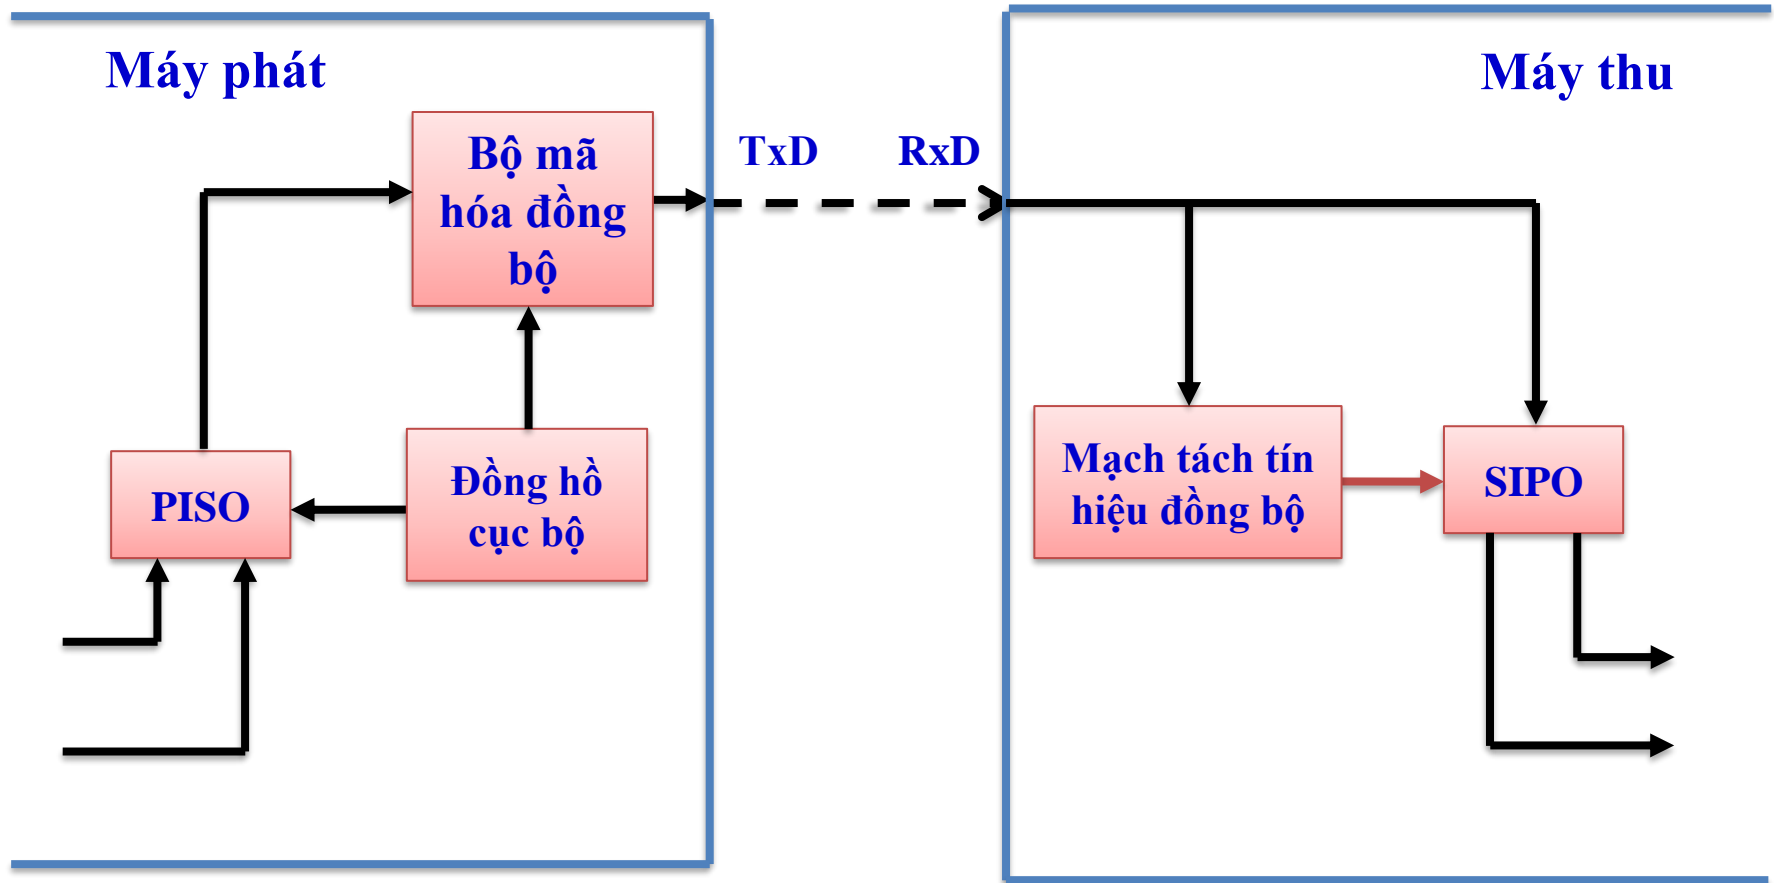 Máy phát
Máy thu
Bộ mã
hóa đồng
bộ
TxD
RxD
PISO
Đồng hồ
cục bộ
Mạch tách tín
hiệu đồng bộ
SIPO